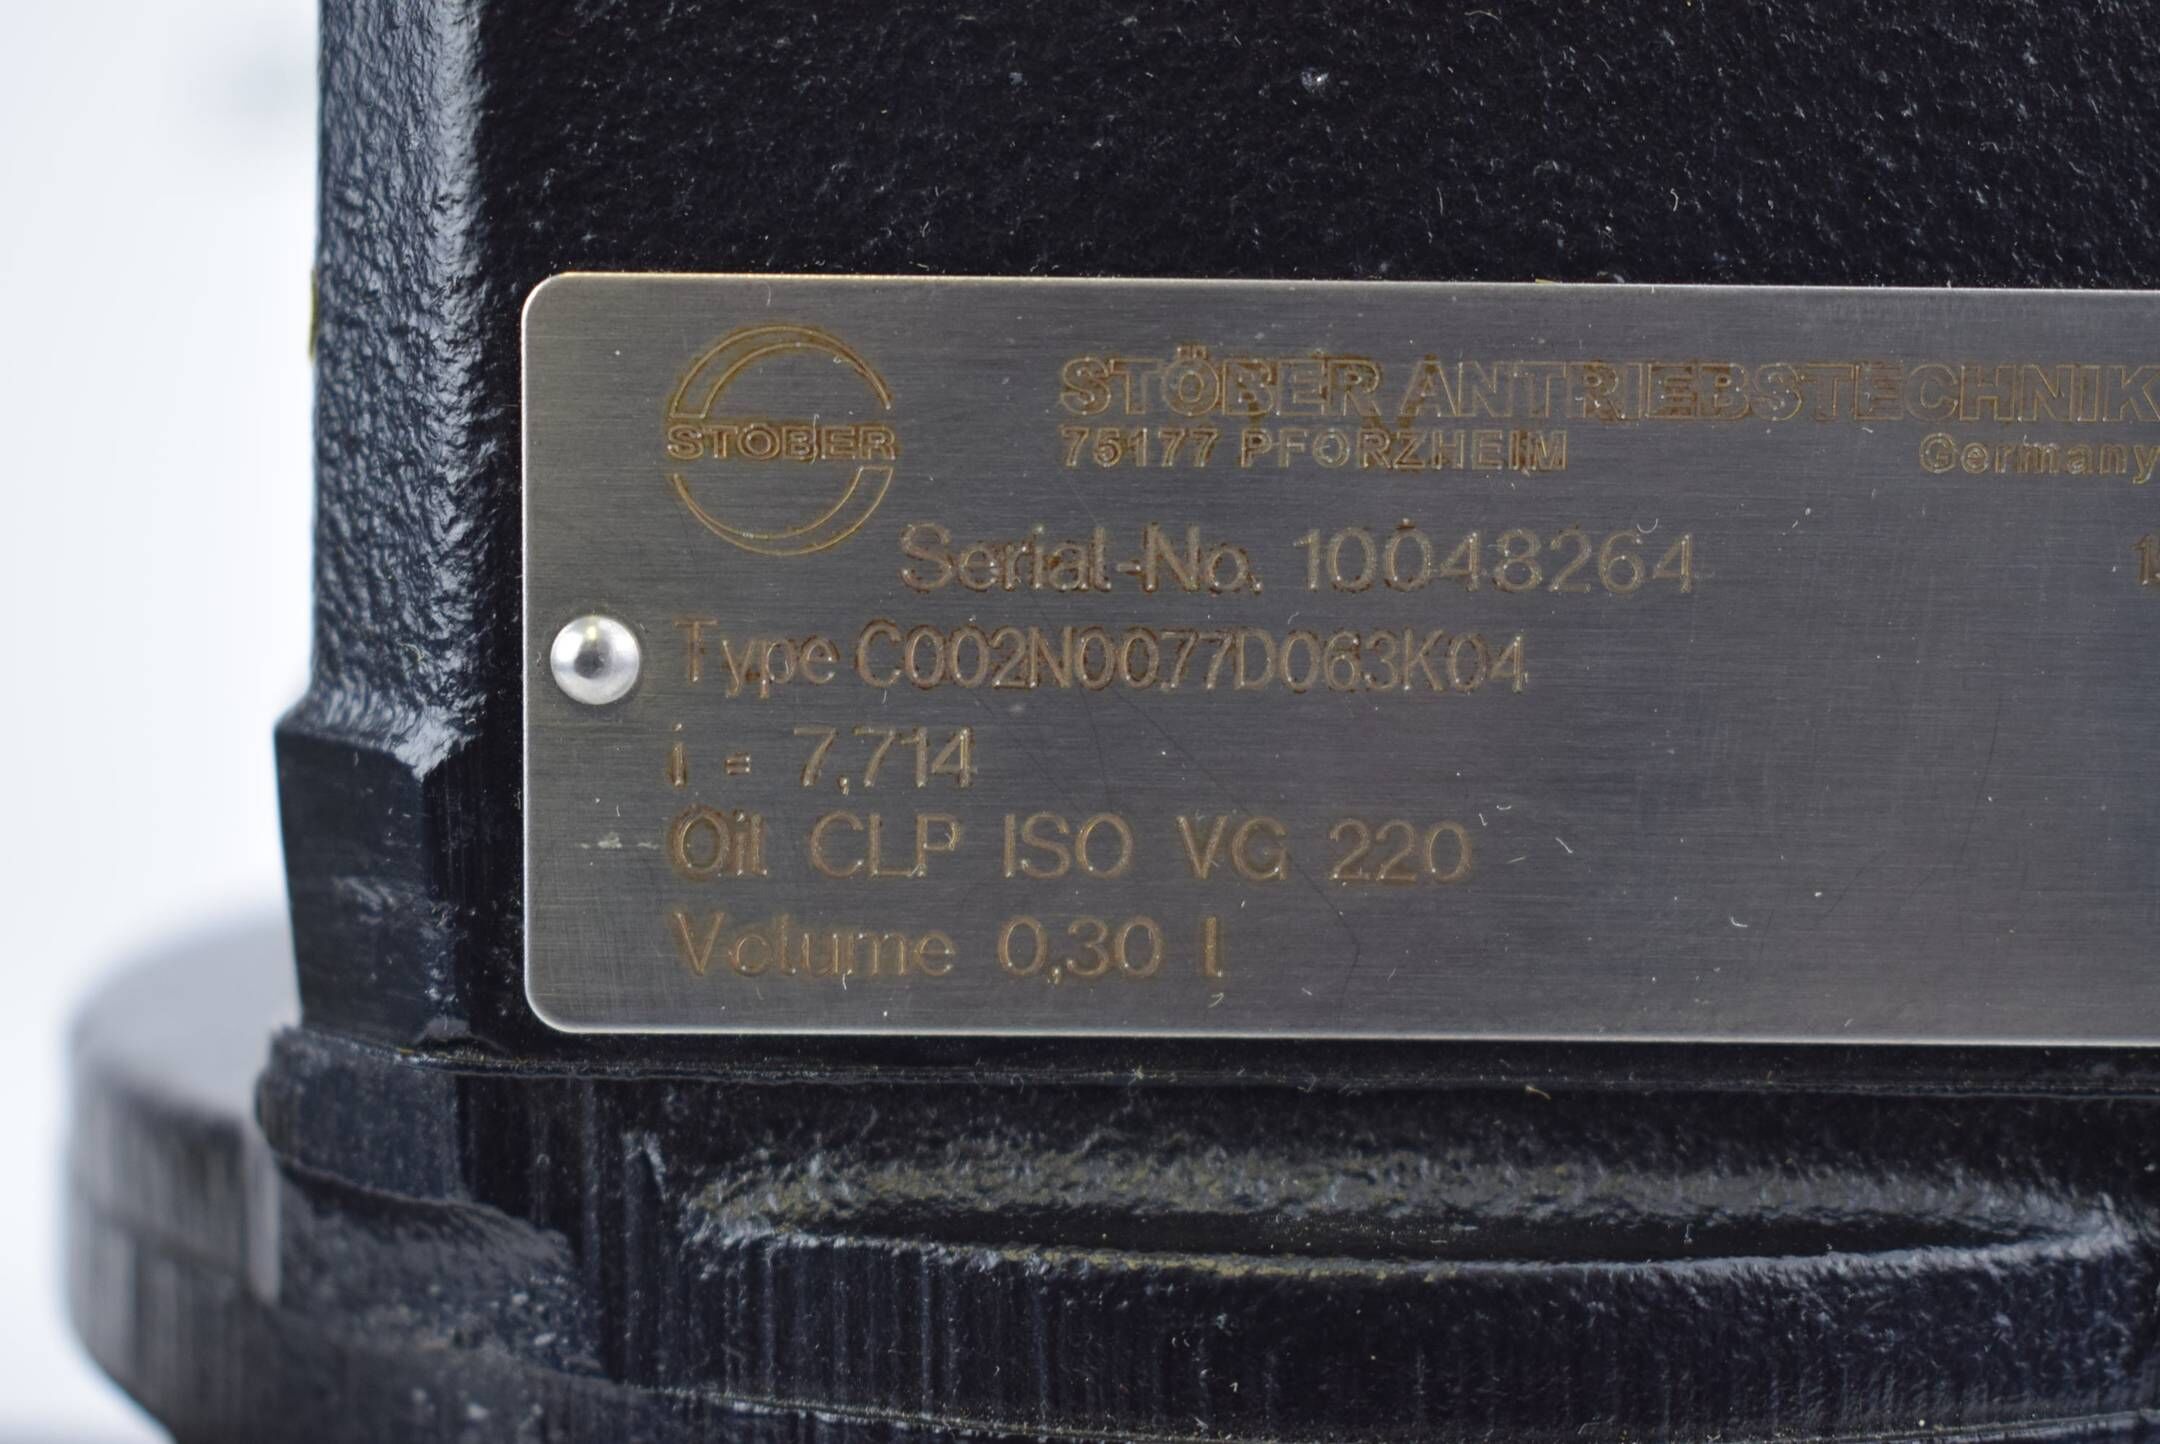 STÖBER
STÖBER ANTRIEBSTECHNIK
75177 PFORZHEIM Germany
Serial-No. 10048264
Type C002N0077D063K04
i = 7,714
Oil CLP ISO VG 220
Volume 0,30 l